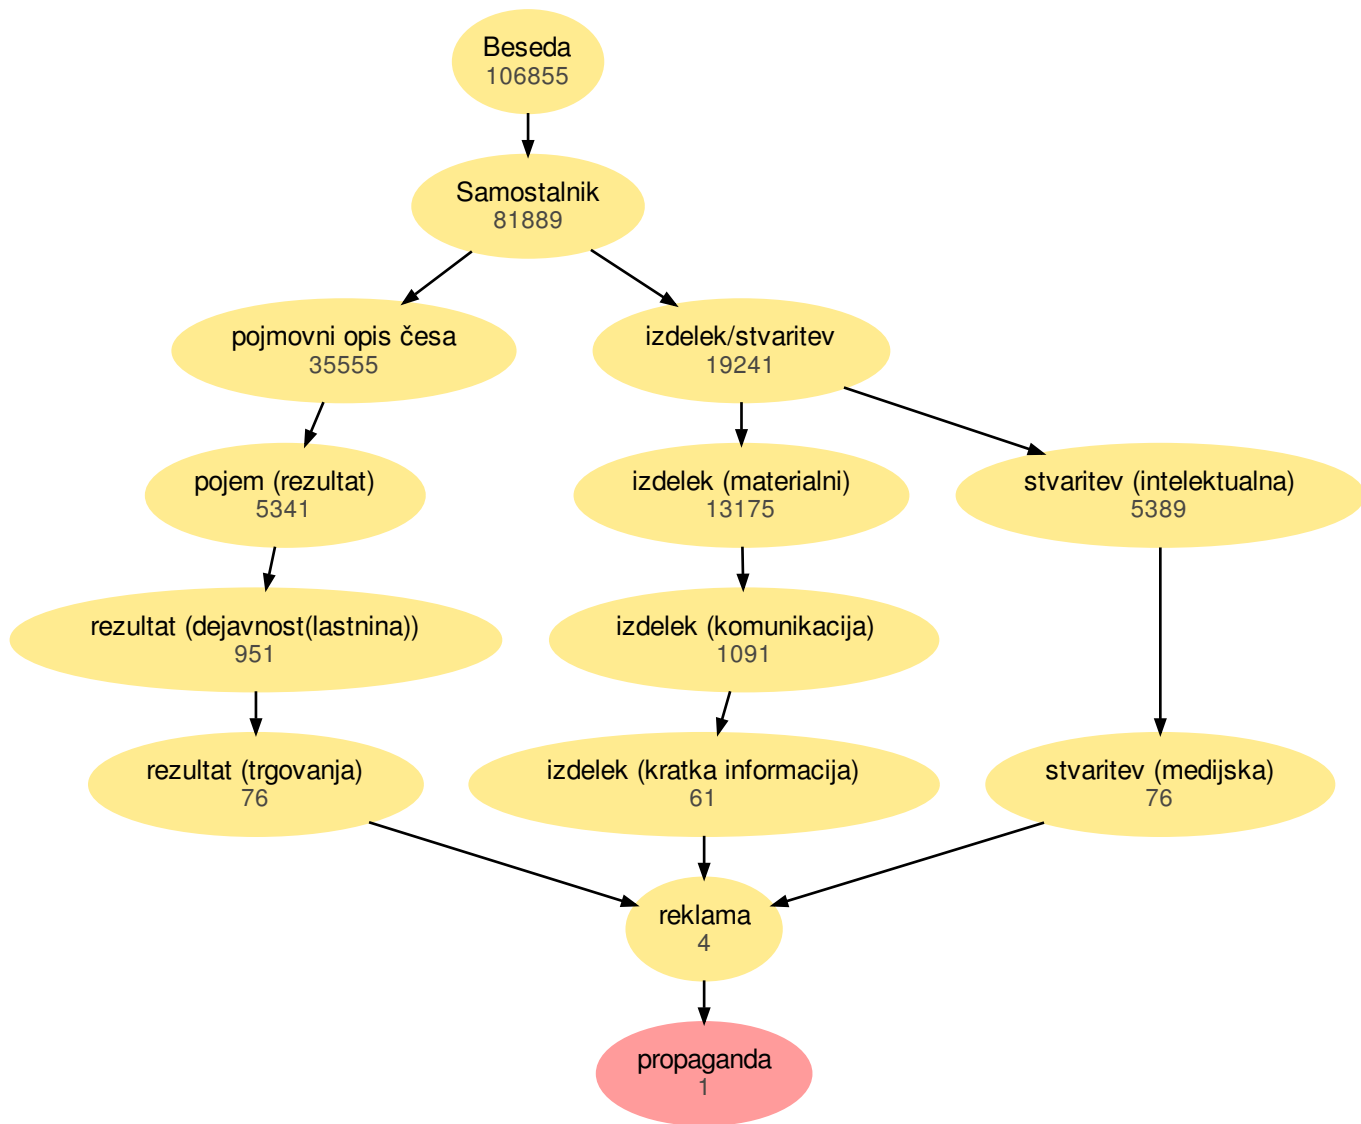 Beseda
106855
Samostalnik
81889
pojmovni opis česa
35555
izdelek/stvaritev
19241
pojem (rezultat)
5341
izdelek (materialni)
13175
stvaritev (intelektualna)
5389
rezultat (dejavnost(lastnina))
951
izdelek (komunikacija)
1091
rezultat (trgovanja)
76
izdelek (kratka informacija)
61
stvaritev (medijska)
76
reklama
4
propaganda
1